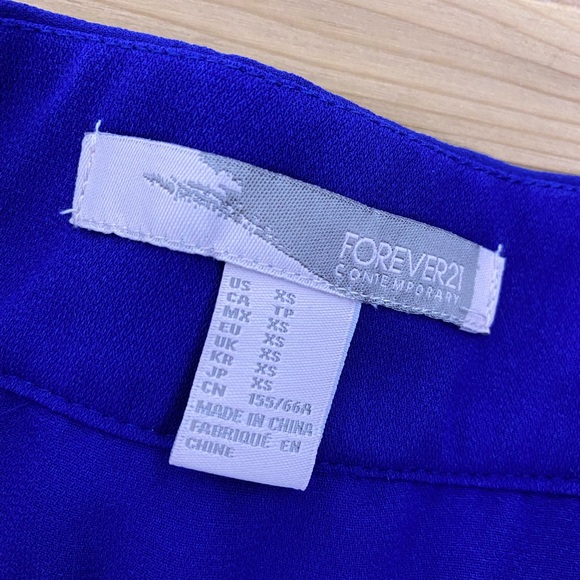 FOREVER21
CONTEMPORARY
US XS
CA TP
MX XS
EU XS
UK XS
KR XS
JP XS
CN 155/66A
MADE IN CHINA
FABRIQUÉ EN
CHINE